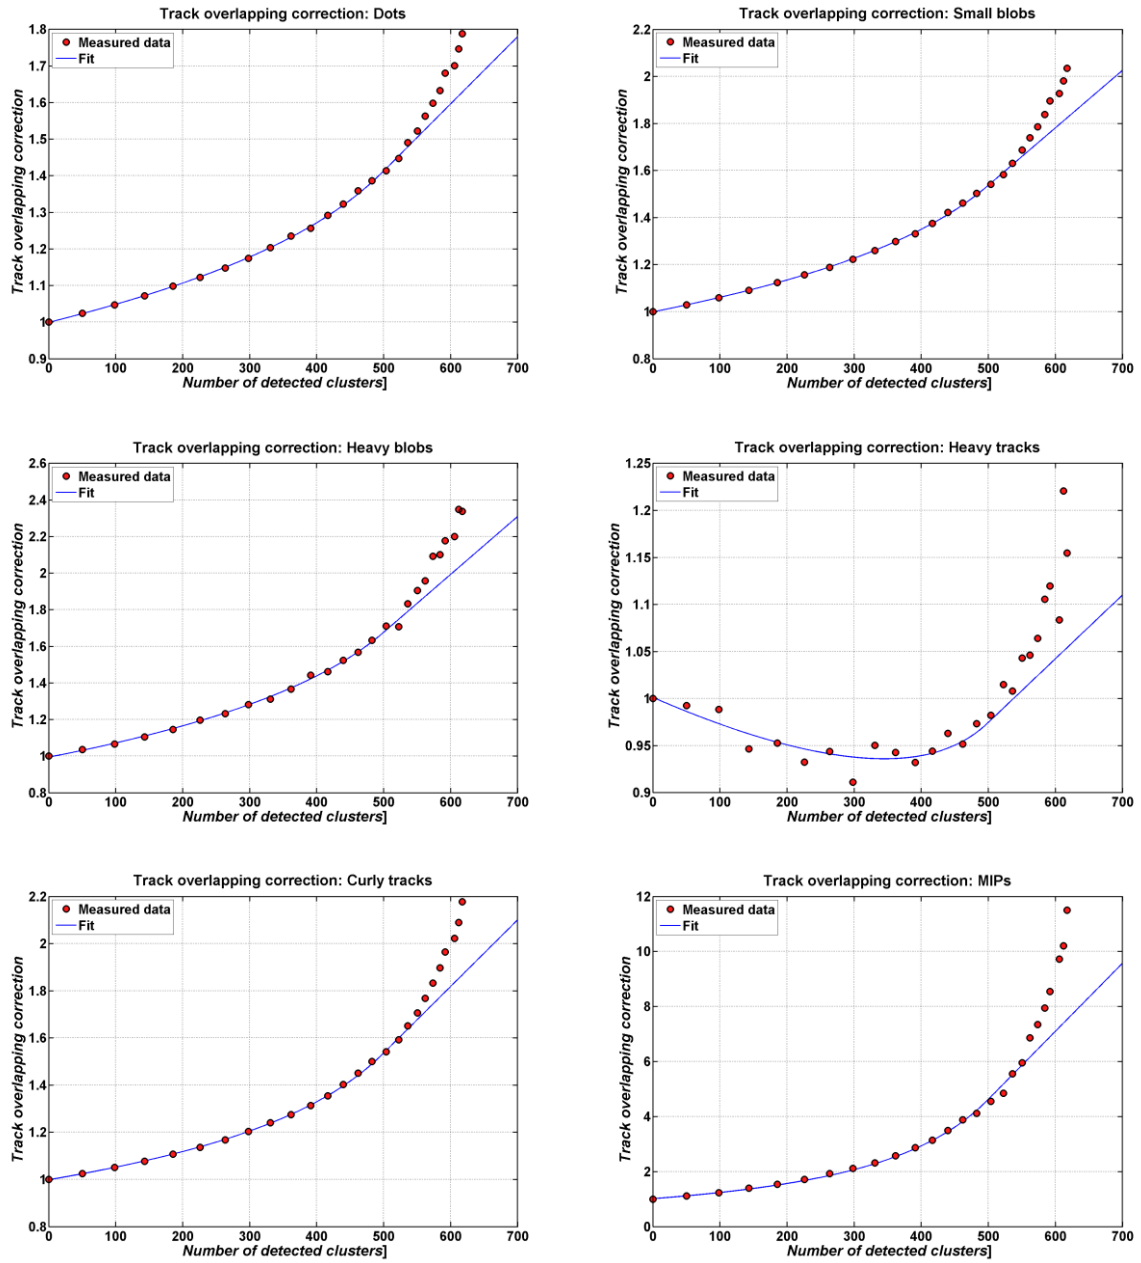 Track overlapping correction: Dots
Measured data
Fit
Track overlapping correction
1.8
1.7
1.6
1.5
1.4
1.3
1.2
1.1
1
0.9
0 100 200 300 400 500 600 700
Number of detected clusters]
Track overlapping correction: Small blobs
Measured data
Fit
Track overlapping correction
2.2
2
1.8
1.6
1.4
1.2
1
0.8
0 100 200 300 400 500 600 700
Number of detected clusters]
Track overlapping correction: Heavy blobs
Measured data
Fit
Track overlapping correction
2.6
2.4
2.2
2
1.8
1.6
1.4
1.2
1
0.8
0 100 200 300 400 500 600 700
Number of detected clusters]
Track overlapping correction: Heavy tracks
Measured data
Fit
Track overlapping correction
1.25
1.2
1.15
1.1
1.05
1
0.95
0.9
0 100 200 300 400 500 600 700
Number of detected clusters]
Track overlapping correction: Curly tracks
Measured data
Fit
Track overlapping correction
2.2
2
1.8
1.6
1.4
1.2
1
0.8
0 100 200 300 400 500 600 700
Number of detected clusters]
Track overlapping correction: MIPs
Measured data
Fit
Track overlapping correction
12
10
8
6
4
2
0
0 100 200 300 400 500 600 700
Number of detected clusters]